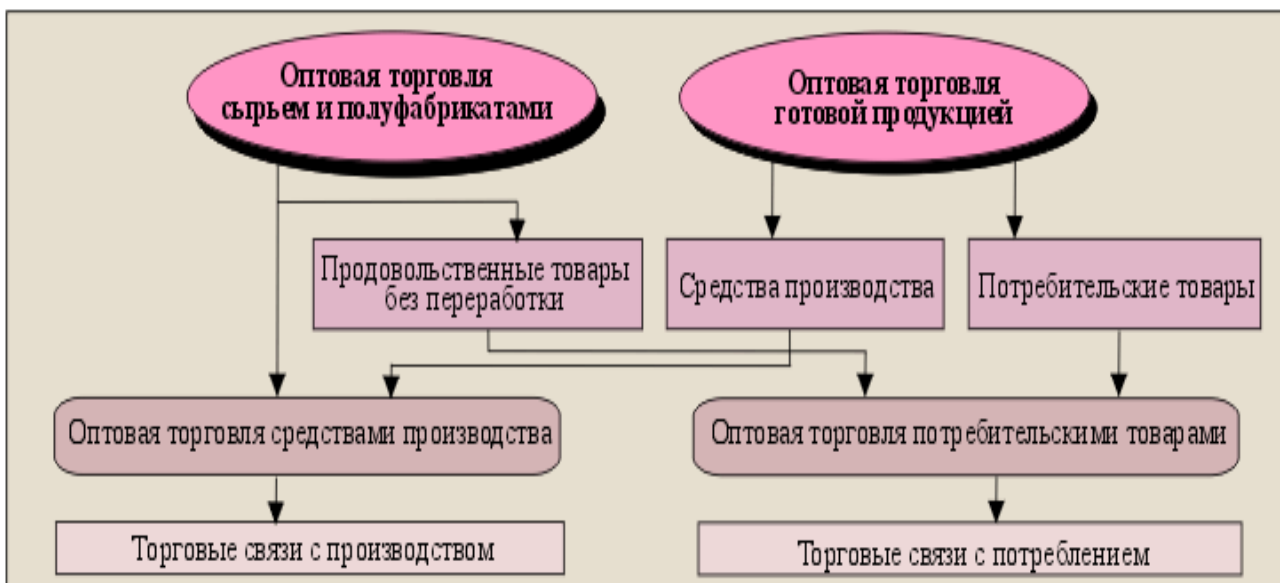 Оптовая торговля
сырьем и полуфабрикатами
Оптовая торговля
готовой продукцией
Продовольственные товары
без переработки
Средства производства
Потребительские товары
Оптовая торговля средствами производства
Оптовая торговля потребительскими товарами
Торговые связи с производством
Торговые связи с потреблением